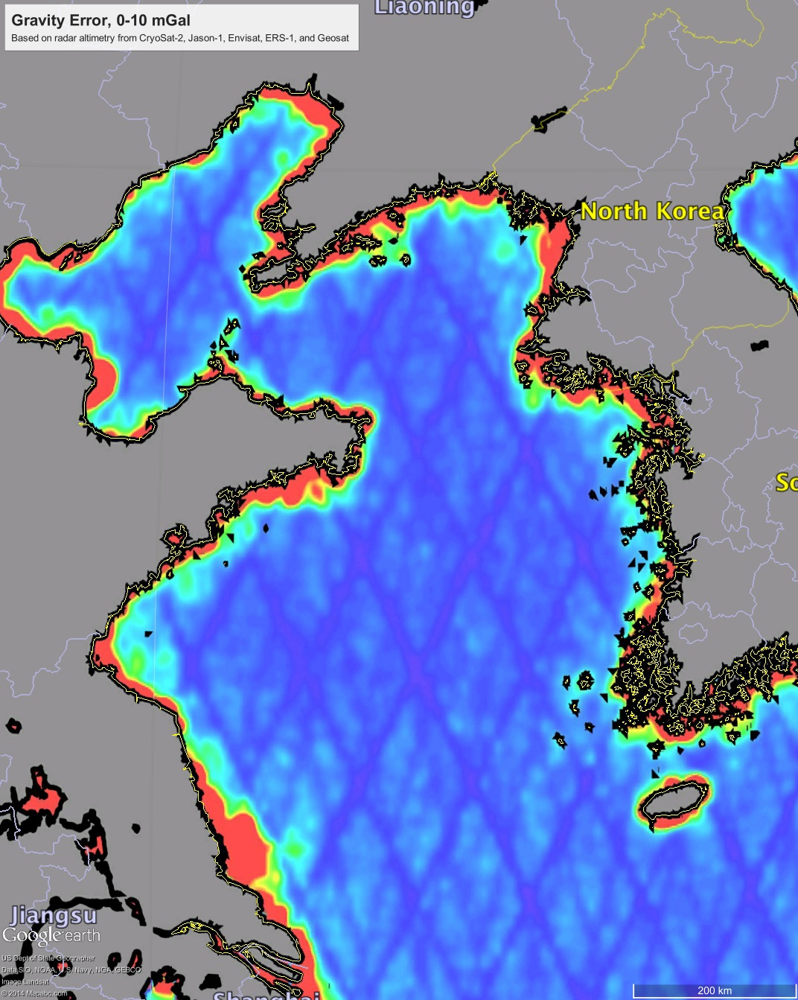 Liaoning
Gravity Error, 0-10 mGal
Based on radar altimetry from CryoSat-2, Jason-1, Envisat, ERS-1, and Geosat
North Korea
So
Jiangsu
Google earth
US Dept of State Geographer
Data SIO, NOAA, U.S. Navy, NGA, GEBCO
Image Landsat
© 2014 Mapabc.com
Shanghai
200 km